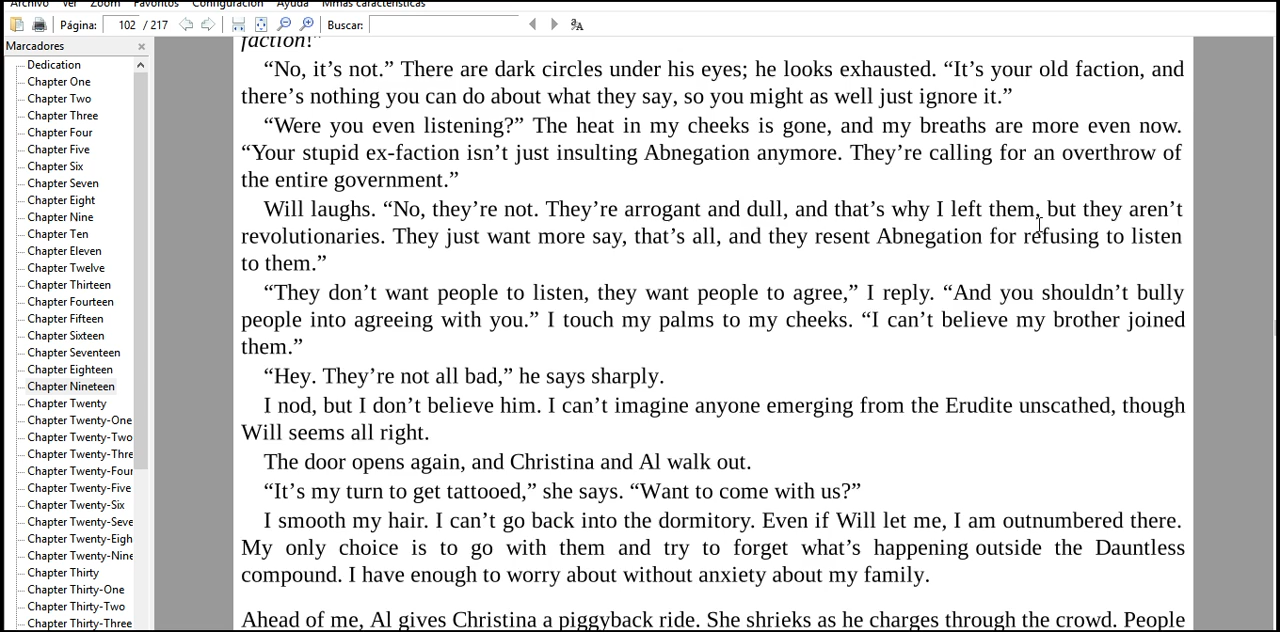 Archivo Ver Zoom Favoritos Configuración Ayuda Mmas características
Página: 102 / 217 Buscar:
Marcadores
Dedication
Chapter One
Chapter Two
Chapter Three
Chapter Four
Chapter Five
Chapter Six
Chapter Seven
Chapter Eight
Chapter Nine
Chapter Ten
Chapter Eleven
Chapter Twelve
Chapter Thirteen
Chapter Fourteen
Chapter Fifteen
Chapter Sixteen
Chapter Seventeen
Chapter Eighteen
Chapter Nineteen
Chapter Twenty
Chapter Twenty-One
Chapter Twenty-Two
Chapter Twenty-Thre
Chapter Twenty-Four
Chapter Twenty-Five
Chapter Twenty-Six
Chapter Twenty-Seve
Chapter Twenty-Eigh
Chapter Twenty-Nine
Chapter Thirty
Chapter Thirty-One
Chapter Thirty-Two
Chapter Thirty-Three
faction!”
“No, it’s not.” There are dark circles under his eyes; he looks exhausted. “It’s your old faction, and
there’s nothing you can do about what they say, so you might as well just ignore it.”
“Were you even listening?” The heat in my cheeks is gone, and my breaths are more even now.
“Your stupid ex-faction isn’t just insulting Abnegation anymore. They’re calling for an overthrow of
the entire government.”
Will laughs. “No, they’re not. They’re arrogant and dull, and that’s why I left them, but they aren’t
revolutionaries. They just want more say, that’s all, and they resent Abnegation for refusing to listen
to them.”
“They don’t want people to listen, they want people to agree,” I reply. “And you shouldn’t bully
people into agreeing with you.” I touch my palms to my cheeks. “I can’t believe my brother joined
them.”
“Hey. They’re not all bad,” he says sharply.
I nod, but I don’t believe him. I can’t imagine anyone emerging from the Erudite unscathed, though
Will seems all right.
The door opens again, and Christina and Al walk out.
“It’s my turn to get tattooed,” she says. “Want to come with us?”
I smooth my hair. I can’t go back into the dormitory. Even if Will let me, I am outnumbered there.
My only choice is to go with them and try to forget what’s happening outside the Dauntless
compound. I have enough to worry about without anxiety about my family.
Ahead of me, Al gives Christina a piggyback ride. She shrieks as he charges through the crowd. People